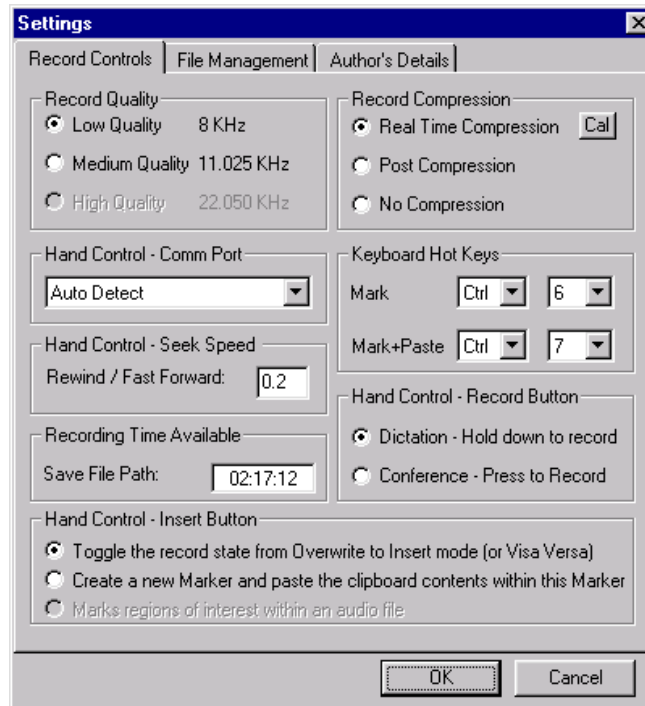 Settings
Record Controls File Management Author's Details
Record Quality
Low Quality 8 KHz
Medium Quality 11.025 KHz
High Quality 22.050 KHz
Record Compression
Real Time Compression Cal
Post Compression
No Compression
Hand Control - Comm Port
Auto Detect
Keyboard Hot Keys
Mark Ctrl 6
Mark+Paste Ctrl 7
Hand Control - Seek Speed
Rewind / Fast Forward: 0.2
Hand Control - Record Button
Dictation - Hold down to record
Conference - Press to Record
Recording Time Available
Save File Path: 02:17:12
Hand Control - Insert Button
Toggle the record state from Overwrite to Insert mode (or Visa Versa)
Create a new Marker and paste the clipboard contents within this Marker
Marks regions of interest within an audio file
OK Cancel